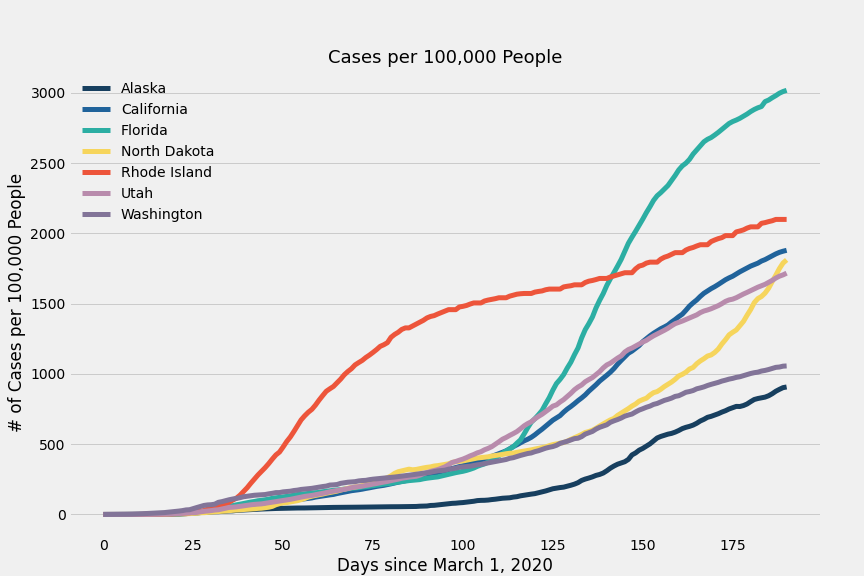 Cases per 100,000 People
# of Cases per 100,000 People
3000
2500
2000
1500
1000
500
0
Alaska
California
Florida
North Dakota
Rhode Island
Utah
Washington
0 25 50 75 100 125 150 175
Days since March 1, 2020